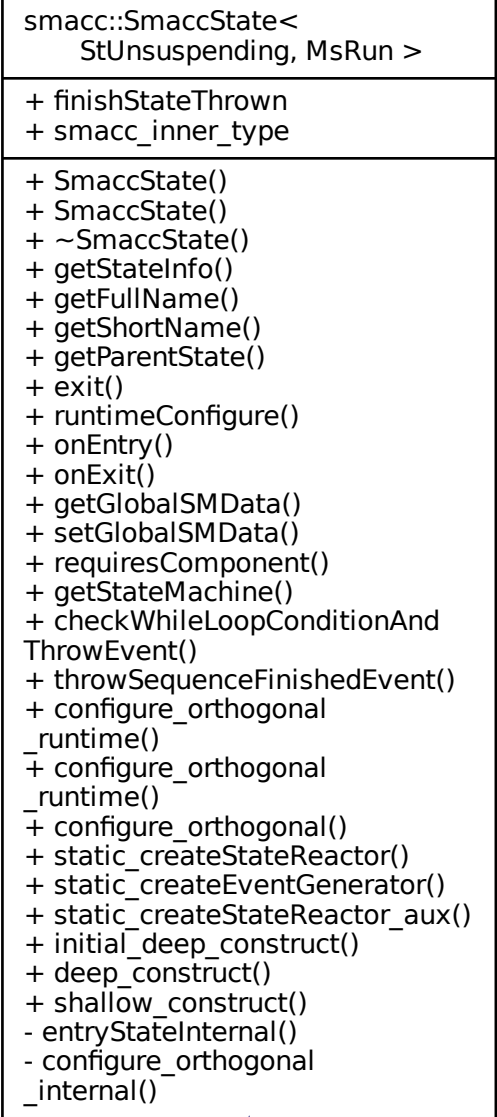 smacc::SmaccState<
StUnsuspending, MsRun >
+ finishStateThrown
+ smacc_inner_type
+ SmaccState()
+ SmaccState()
+ ~SmaccState()
+ getStateInfo()
+ getFullName()
+ getShortName()
+ getParentState()
+ exit()
+ runtimeConfigure()
+ onEntry()
+ onExit()
+ getGlobalSMData()
+ setGlobalSMData()
+ requiresComponent()
+ getStateMachine()
+ checkWhileLoopConditionAnd
ThrowEvent()
+ throwSequenceFinishedEvent()
+ configure_orthogonal
_runtime()
+ configure_orthogonal
_runtime()
+ configure_orthogonal()
+ static_createStateReactor()
+ static_createEventGenerator()
+ static_createStateReactor_aux()
+ initial_deep_construct()
+ deep_construct()
+ shallow_construct()
- entryStateInternal()
- configure_orthogonal
_internal()